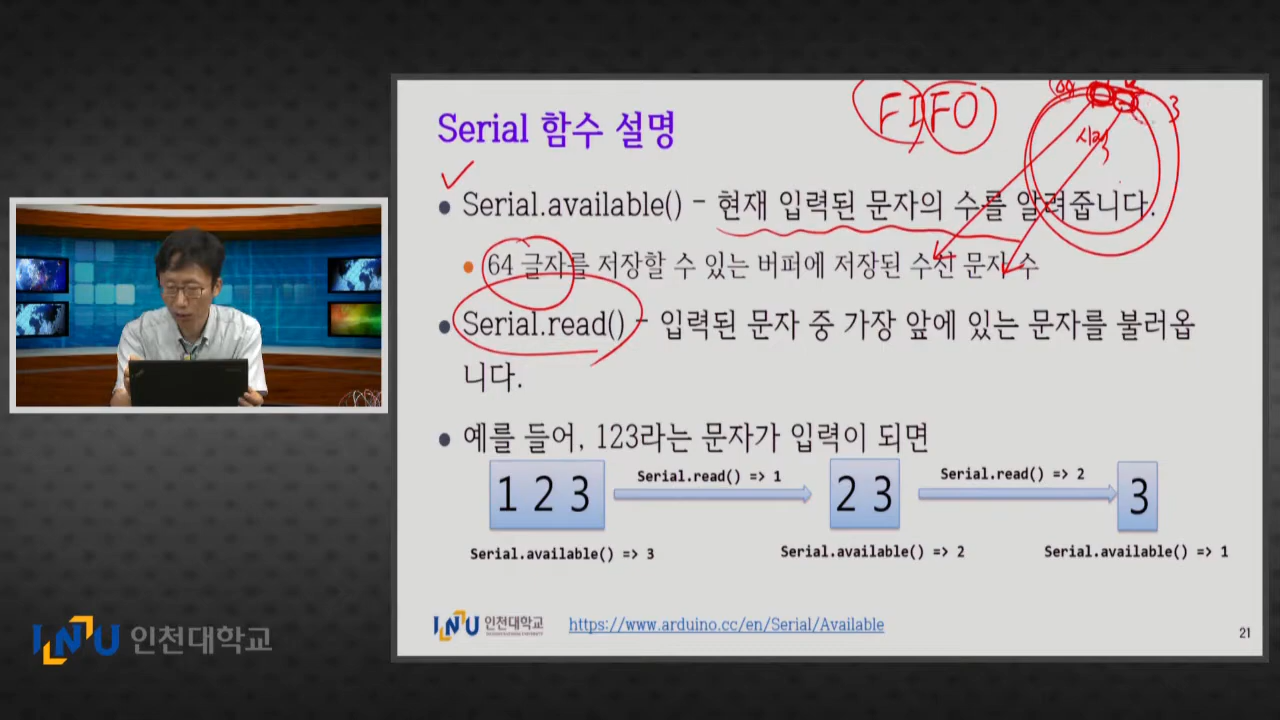 FIFO
3
시작
Serial 함수 설명
Serial.available() - 현재 입력된 문자의 수를 알려줍니다.
64 글자를 저장할 수 있는 버퍼에 저장된 수신 문자 수
Serial.read() - 입력된 문자 중 가장 앞에 있는 문자를 불러옵
니다.
예를 들어, 123라는 문자가 입력이 되면
1 2 3
Serial.read() => 1
2 3
Serial.read() => 2
3
Serial.available() => 3
Serial.available() => 2
Serial.available() => 1
INU 인천대학교
https://www.arduino.cc/en/Serial/Available
21
INU 인천대학교